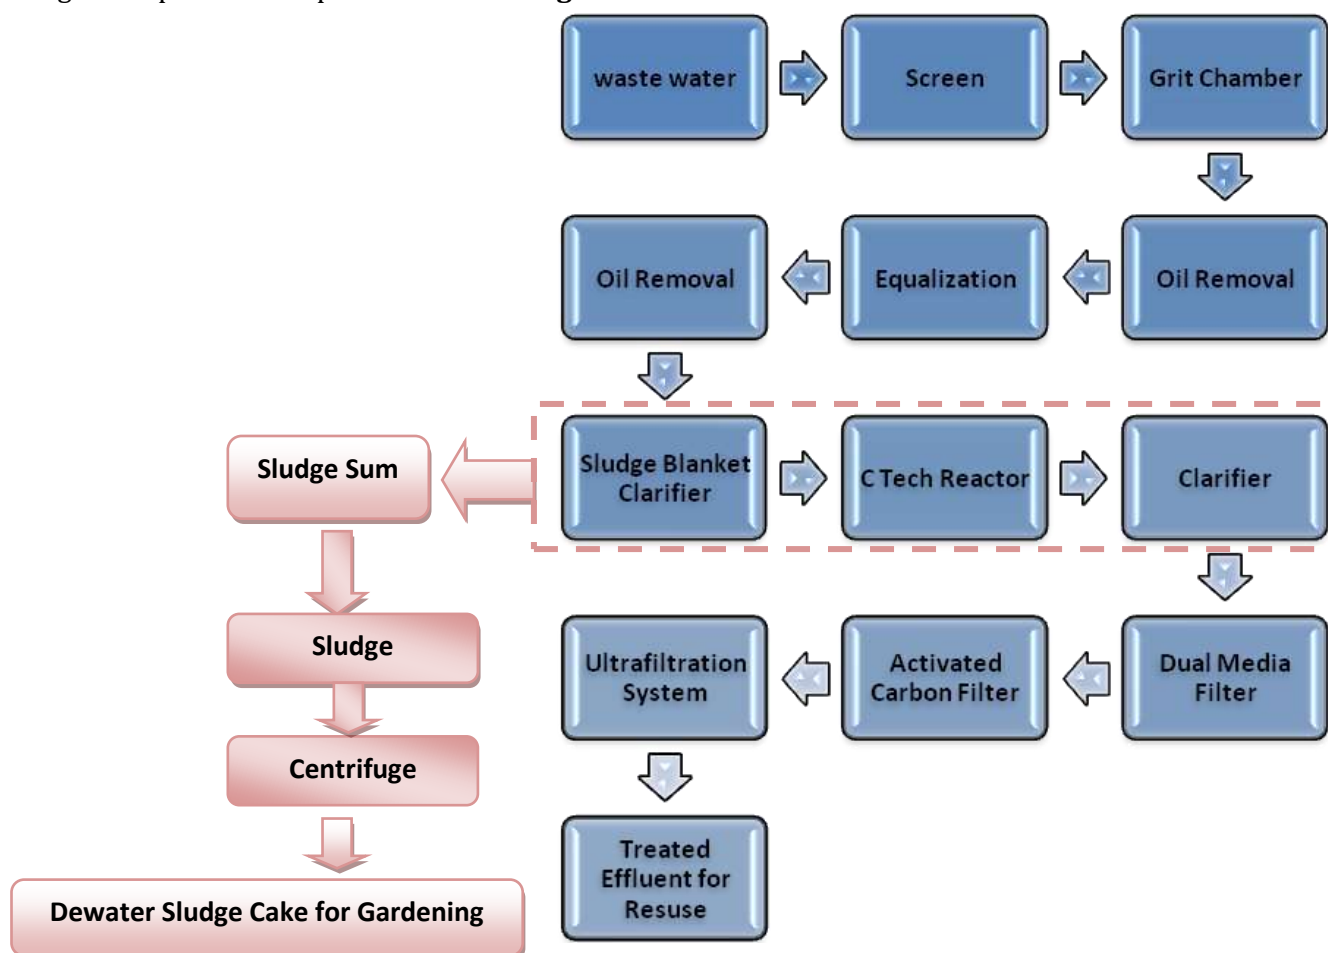 waste water
Screen
Grit Chamber
Oil Removal
Equalization
Oil Removal
Sludge Blanket
Clarifier
C Tech Reactor
Clarifier
Sludge Sum
Ultrafiltration
System
Activated
Carbon Filter
Dual Media
Filter
Sludge
Centrifuge
Treated
Effluent for
Resuse
Dewater Sludge Cake for Gardening